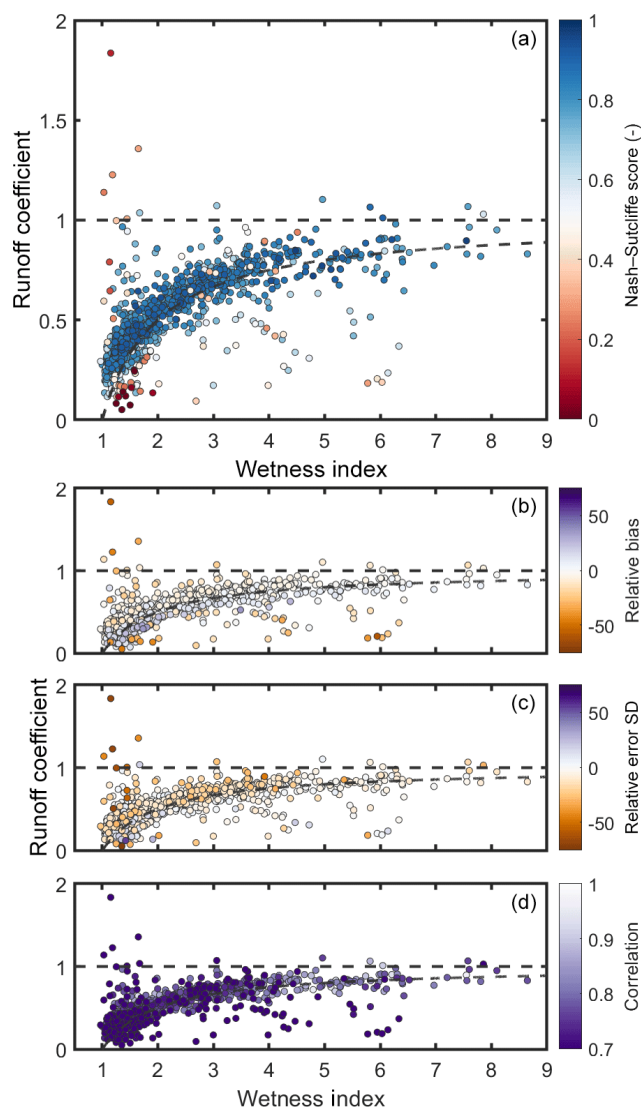 (a)
2
1.5
1
0.5
0
Runoff coefficient
1 2 3 4 5 6 7 8 9
Wetness index
1
0.8
0.6
0.4
0.2
0
Nash–Sutcliffe score (-)
(b)
2
1
0
50
0
-50
Relative bias
(c)
2
1
0
Runoff coefficient
50
0
-50
Relative error SD
(d)
2
1
0
1 2 3 4 5 6 7 8 9
Wetness index
1
0.9
0.8
0.7
Correlation